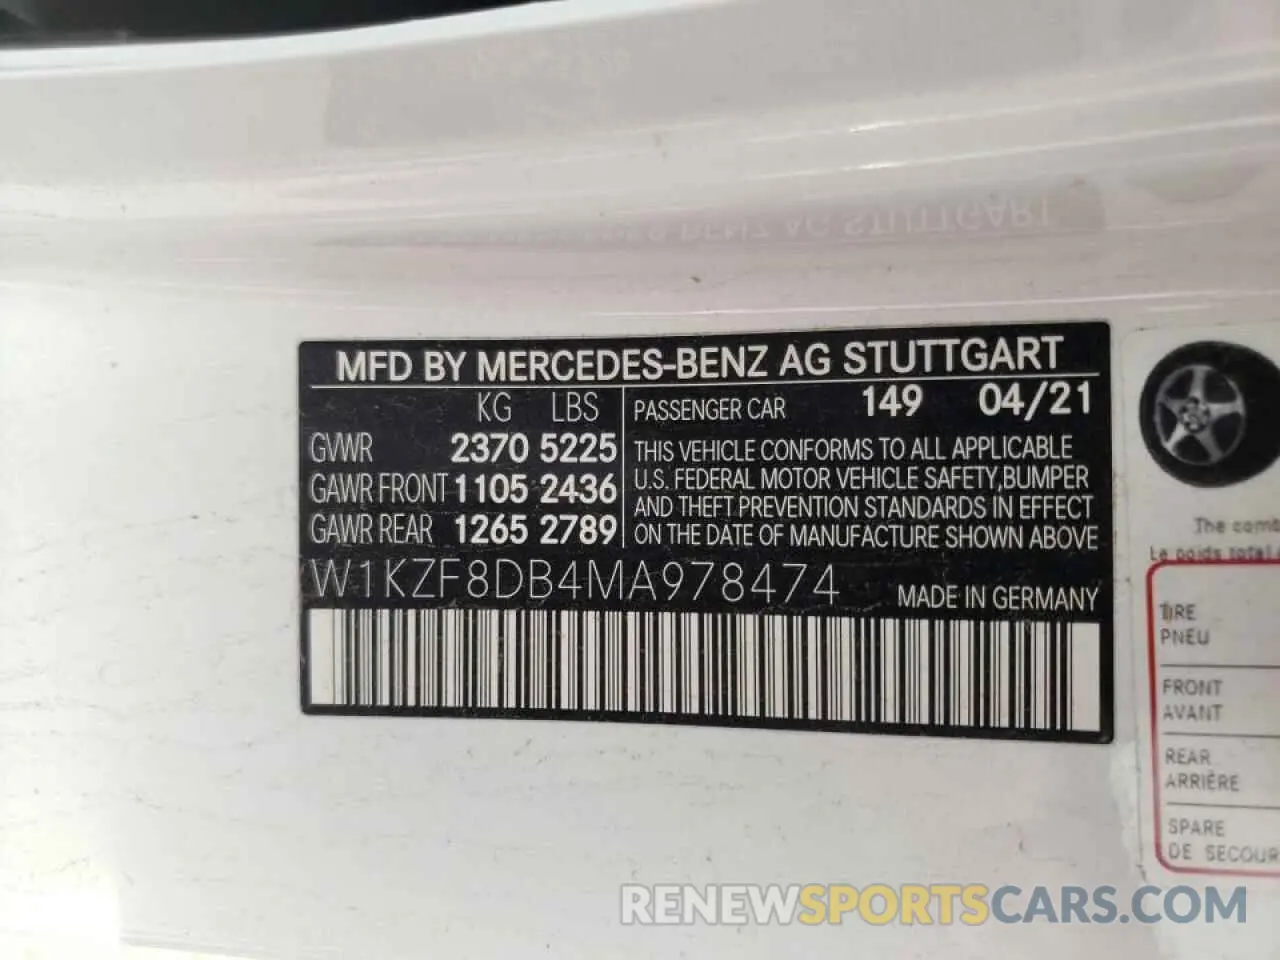 MFD BY MERCEDES-BENZ AG STUTTGART
KG LBS
GVWR 2370 5225
GAWR FRONT 1105 2436
GAWR REAR 1265 2789
PASSENGER CAR 149 04/21
THIS VEHICLE CONFORMS TO ALL APPLICABLE
U.S. FEDERAL MOTOR VEHICLE SAFETY,BUMPER
AND THEFT PREVENTION STANDARDS IN EFFECT
ON THE DATE OF MANUFACTURE SHOWN ABOVE
W1KZF8DB4MA978474 MADE IN GERMANY
The comb
Le poids total
TIRE
PNEU
FRONT
AVANT
REAR
ARRIÈRE
SPARE
DE SECOUR
RENEWSPORTSCARS.COM